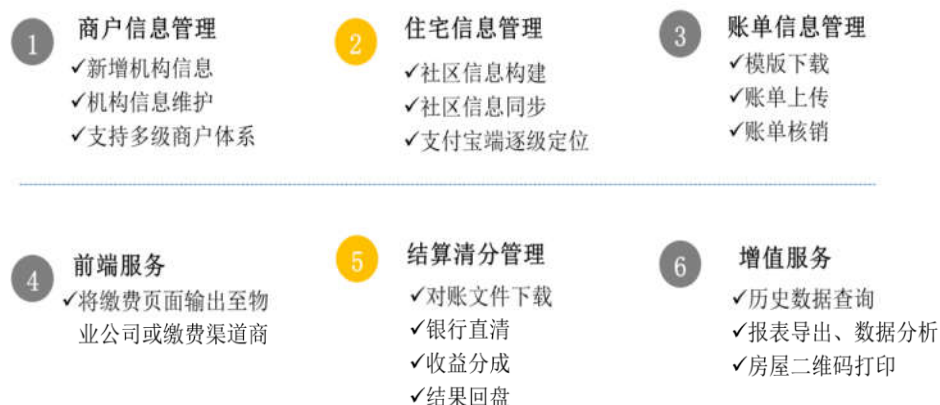 1
商户信息管理
✓新增机构信息
✓机构信息维护
✓支持多级商户体系
2
住宅信息管理
✓社区信息构建
✓社区信息同步
✓支付宝端逐级定位
3
账单信息管理
✓模版下载
✓账单上传
✓账单核销
4
前端服务
✓将缴费页面输出至物
业公司或缴费渠道商
5
结算清分管理
✓对账文件下载
✓银行直清
✓收益分成
✓结果回盘
6
增值服务
✓历史数据查询
✓报表导出、数据分析
✓房屋二维码打印